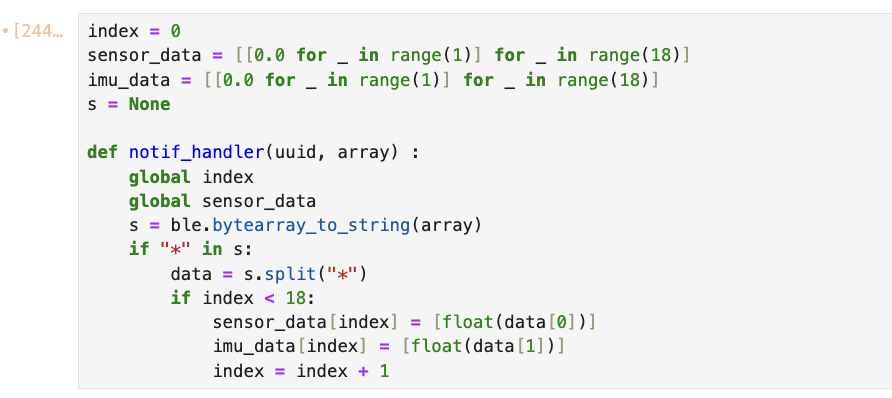 [244…
index = 0
sensor_data = [[0.0 for _ in range(1)] for _ in range(18)]
imu_data = [[0.0 for _ in range(1)] for _ in range(18)]
s = None

def notif_handler(uuid, array) :
    global index
    global sensor_data
    s = ble.bytearray_to_string(array)
    if "*" in s:
        data = s.split("*")
        if index < 18:
            sensor_data[index] = [float(data[0])]
            imu_data[index] = [float(data[1])]
            index = index + 1